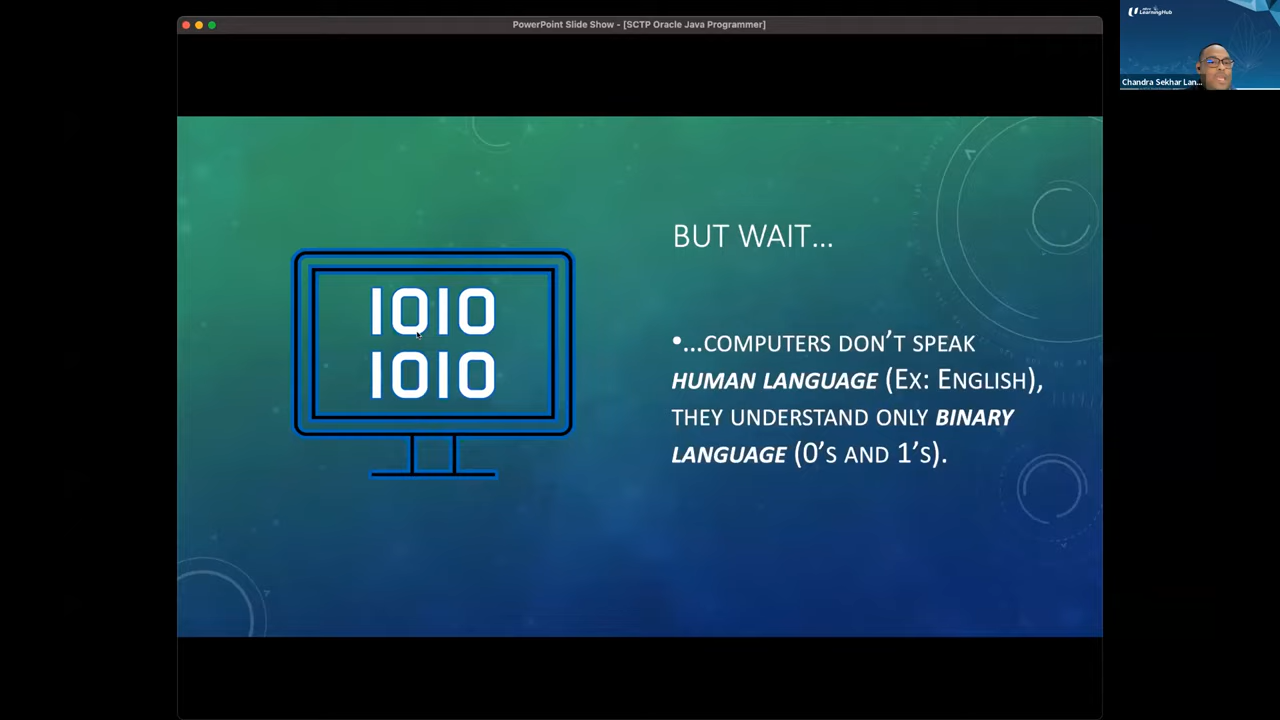 PowerPoint Slide Show - [SCTP Oracle Java Programmer]
LearningHub
Chandra Sekhar Lan...
BUT WAIT...
1010
1010
•...COMPUTERS DON’T SPEAK
HUMAN LANGUAGE (EX: ENGLISH),
THEY UNDERSTAND ONLY BINARY
LANGUAGE (0’S AND 1’S).